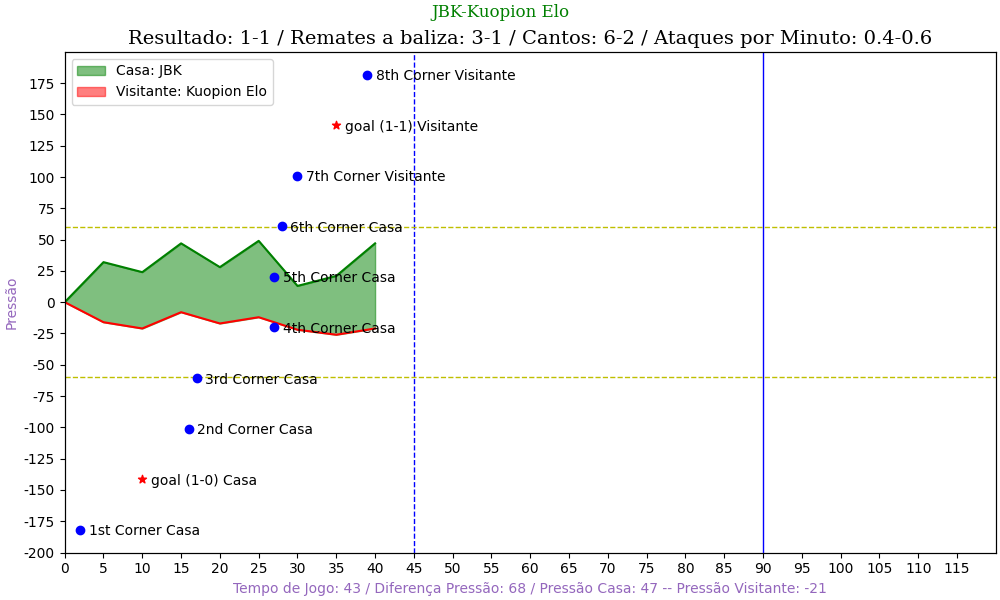 JBK-Kuopion Elo
Resultado: 1-1 / Remates a baliza: 3-1 / Cantos: 6-2 / Ataques por Minuto: 0.4-0.6
Casa: JBK
Visitante: Kuopion Elo
8th Corner Visitante
goal (1-1) Visitante
7th Corner Visitante
6th Corner Casa
5th Corner Casa
4th Corner Casa
3rd Corner Casa
2nd Corner Casa
goal (1-0) Casa
1st Corner Casa
Pressão
175
150
125
100
75
50
25
0
-25
-50
-75
-100
-125
-150
-175
-200
0 5 10 15 20 25 30 35 40 45 50 55 60 65 70 75 80 85 90 95 100 105 110 115
Tempo de Jogo: 43 / Diferença Pressão: 68 / Pressão Casa: 47 -- Pressão Visitante: -21